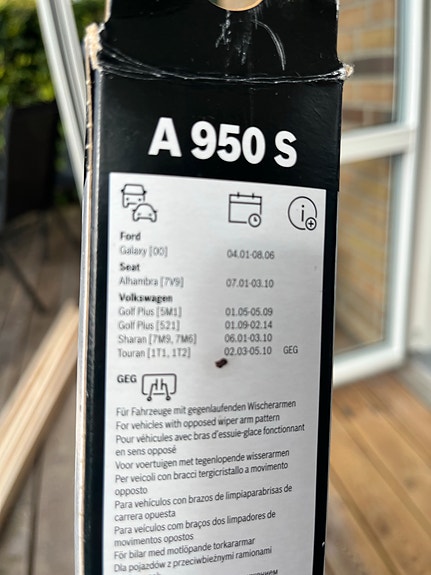 A 950 S
Ford
Galaxy [00] 04.01-08.06
Seat
Alhambra [7V9] 07.01-03.10
Volkswagen
Golf Plus [5M1] 01.05-05.09
Golf Plus [521] 01.09-02.14
Sharan [7M9, 7M6] 06.01-03.10
Touran [1T1, 1T2] 02.03-05.10 GEG
GEG
Für Fahrzeuge mit gegenlaufenden Wischerarmen
For vehicles with opposed wiper arm pattern
Pour véhicules avec bras d'essuie-glace fonctionnant
en sens opposé
Voor voertuigen met tegenlopende wisserarmen
Per veicoli con bracci tergicristallo a movimento
opposto
Para vehículos con brazos de limpiaparabrisas de
carrera opuesta
Para veículos com braços dos limpadores de
movimentos opostos
För bilar med motlöpande torkararmar
Dla pojazdów z przeciwbieżnymi ramionami